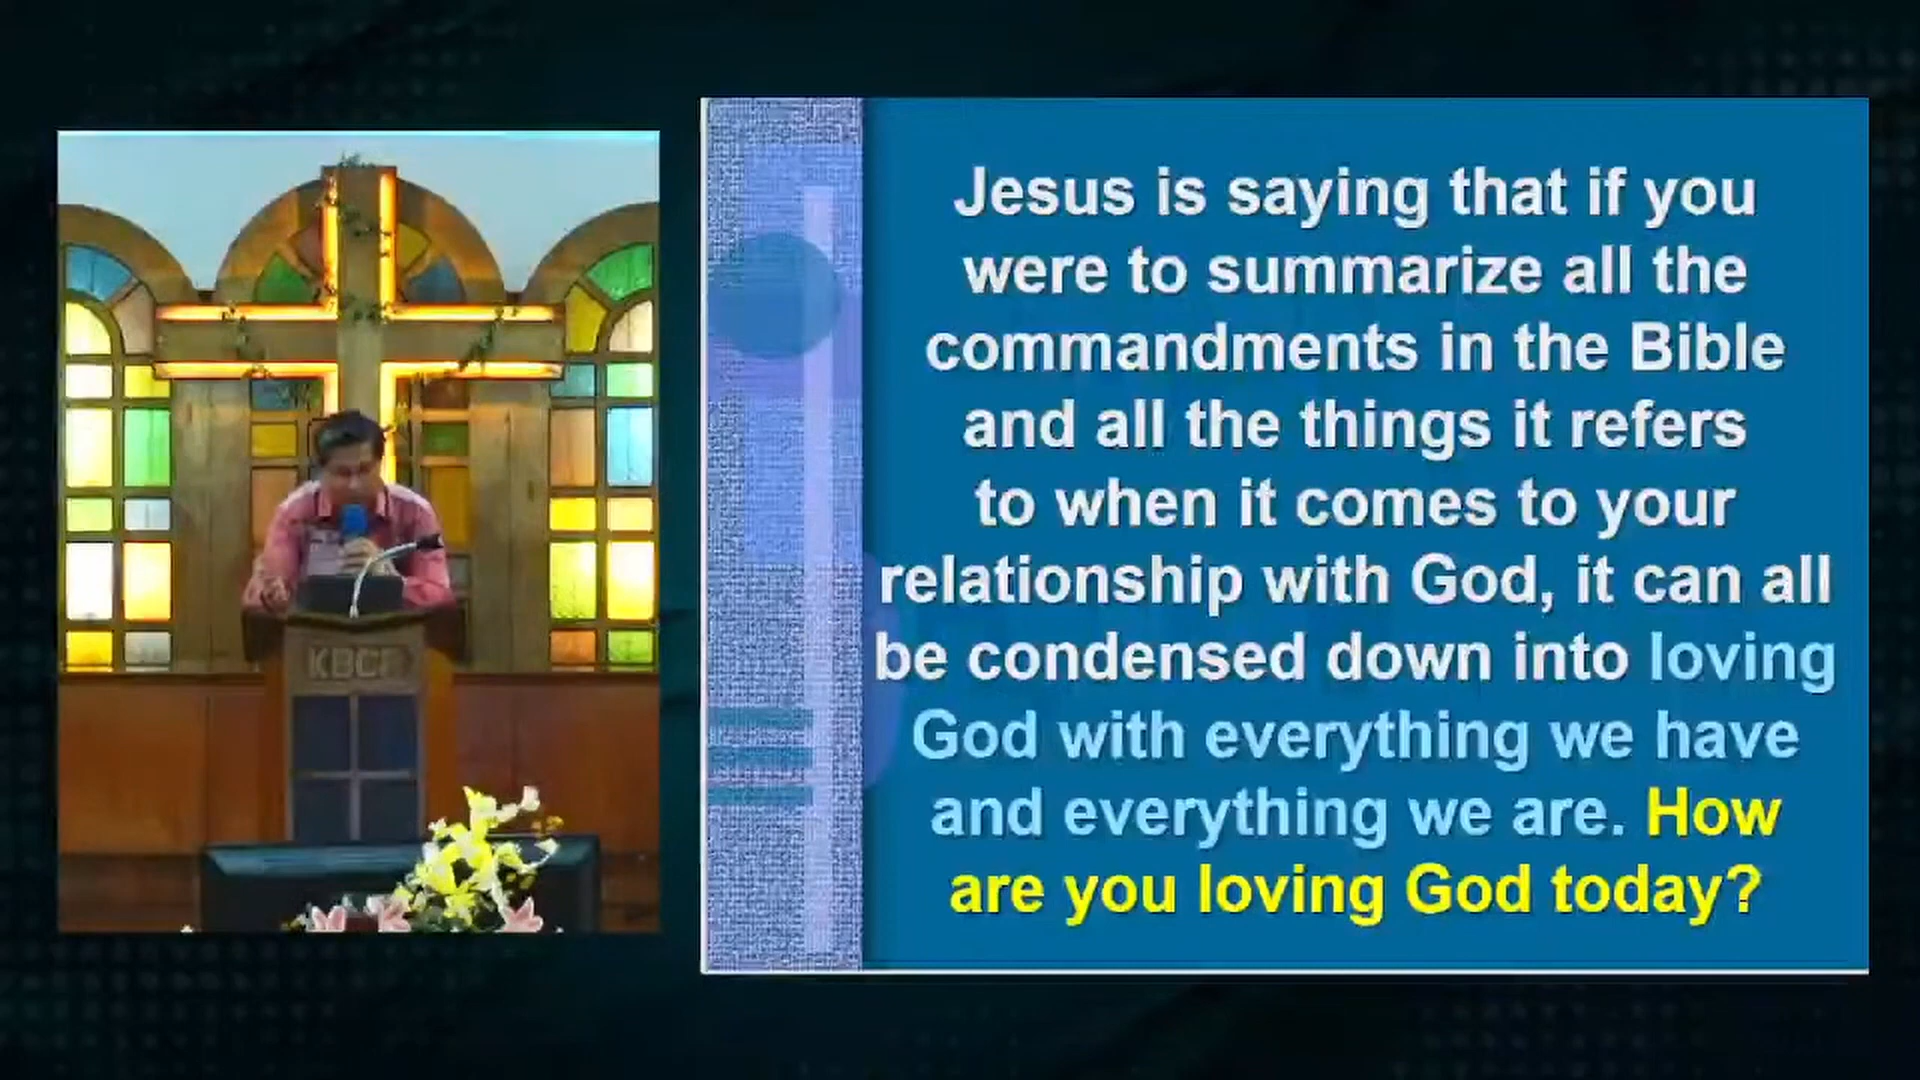 Jesus is saying that if you
were to summarize all the
commandments in the Bible
and all the things it refers
to when it comes to your
relationship with God, it can all
be condensed down into loving
God with everything we have
and everything we are. How
are you loving God today?